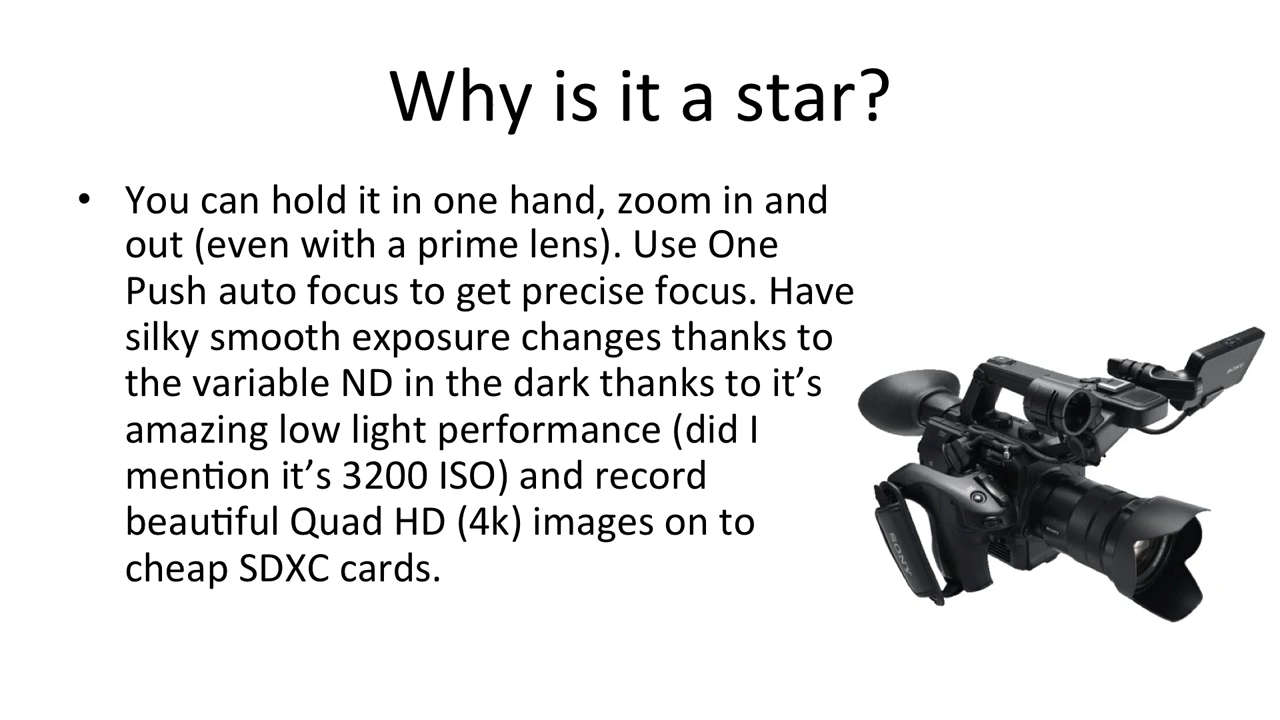 Why is it a star?
• You can hold it in one hand, zoom in and
out (even with a prime lens). Use One
Push auto focus to get precise focus. Have
silky smooth exposure changes thanks to
the variable ND in the dark thanks to it’s
amazing low light performance (did I
mention it’s 3200 ISO) and record
beautiful Quad HD (4k) images on to
cheap SDXC cards.
SONY
SONY